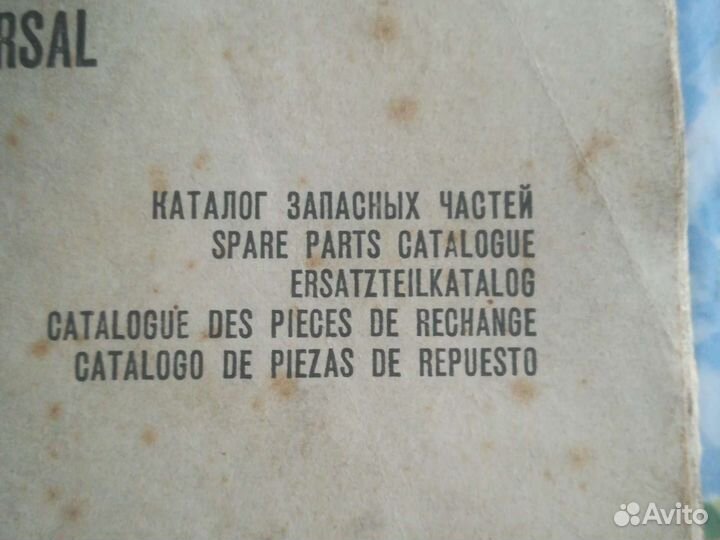 RSAL
КАТАЛОГ ЗАПАСНЫХ ЧАСТЕЙ
SPARE PARTS CATALOGUE
ERSATZTEILKATALOG
CATALOGUE DES PIECES DE RECHANGE
CATALOGO DE PIEZAS DE REPUESTO
Avito